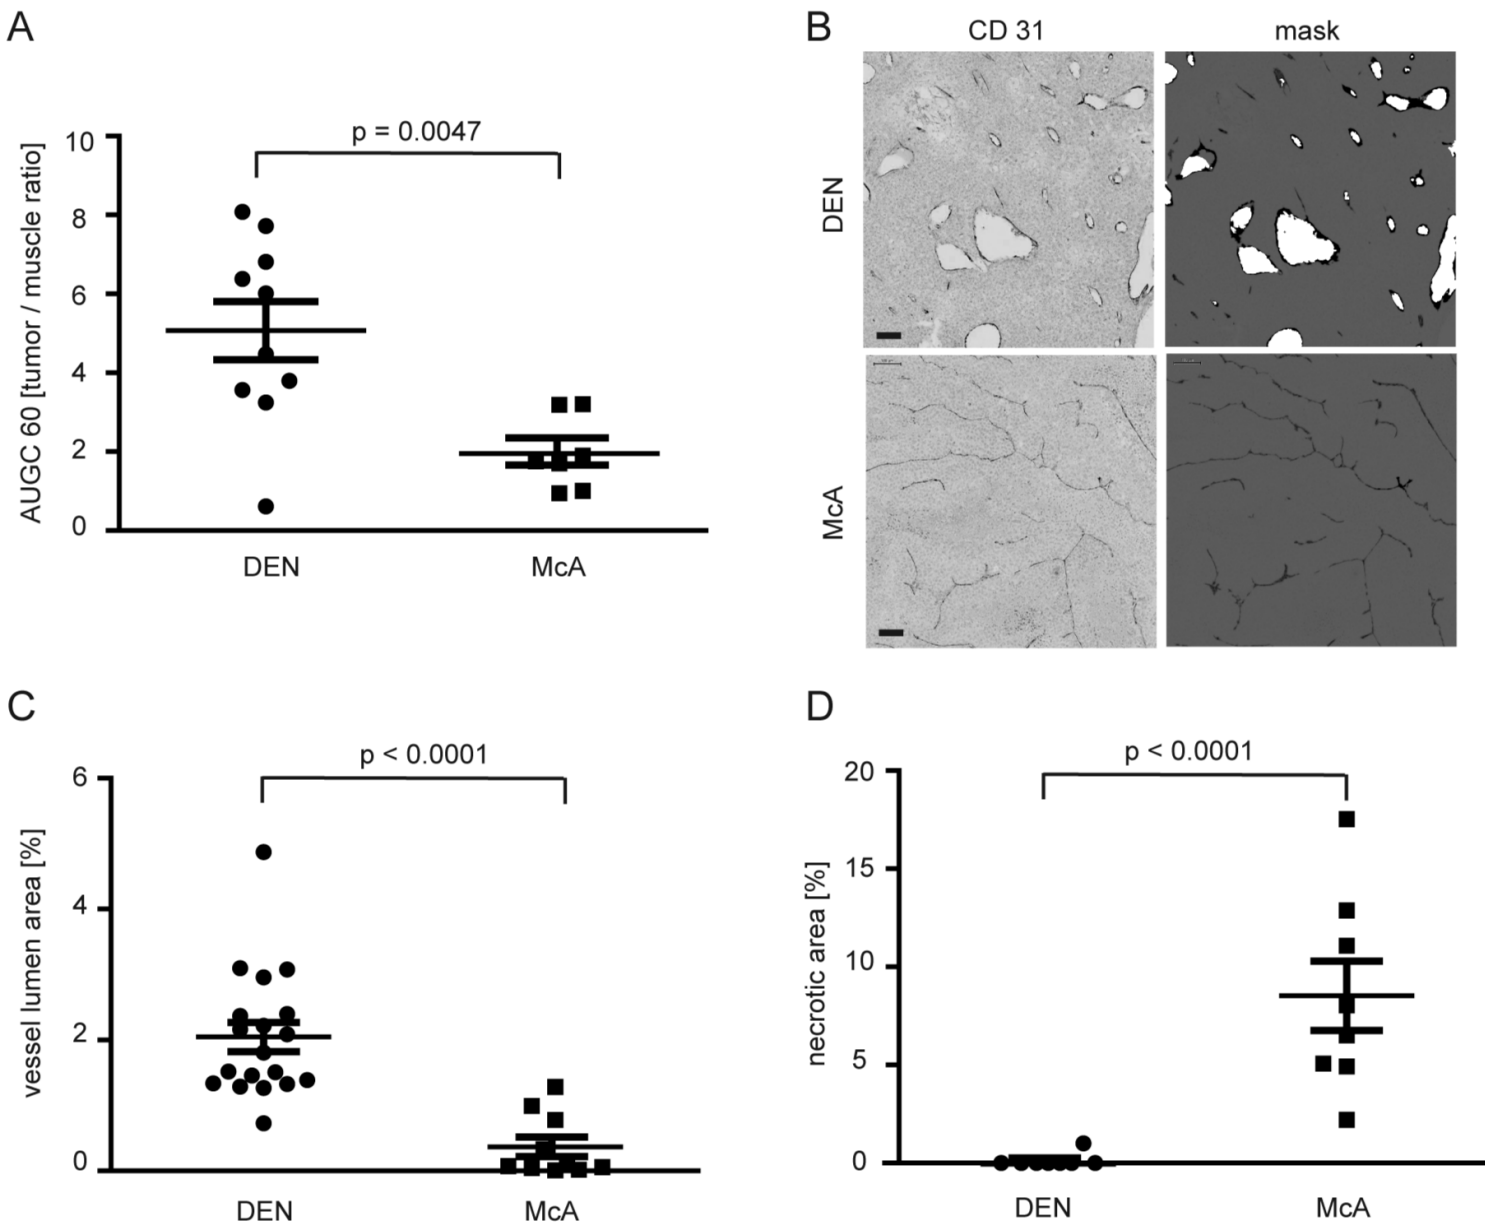 A
p = 0.0047
AUGC 60 [tumor / muscle ratio]
10
8
6
4
2
0
DEN
McA
B
CD 31
mask
DEN
McA
C
p < 0.0001
vessel lumen area [%]
6
4
2
0
DEN
McA
D
p < 0.0001
necrotic area [%]
20
15
10
5
0
DEN
McA